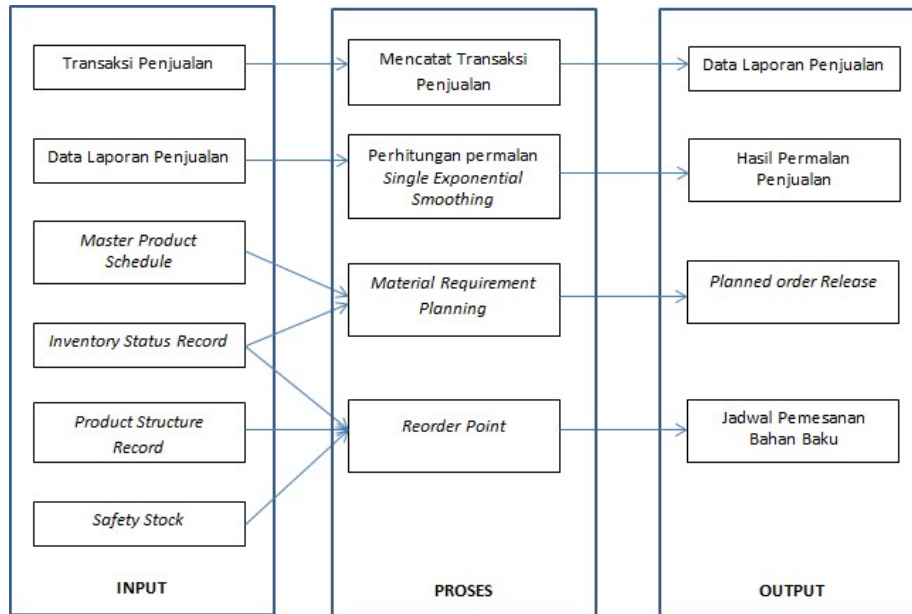 Transaksi Penjualan
Data Laporan Penjualan
Master Product
Schedule
Inventory Status Record
Product Structure
Record
Safety Stock
INPUT
Mencatat Transaksi
Penjualan
Perhitungan permalan
Single Exponential
Smoothing
Material Requirement
Planning
Reorder Point
PROSES
Data Laporan Penjualan
Hasil Permalan
Penjualan
Planned order Release
Jadwal Pemesanan
Bahan Baku
OUTPUT